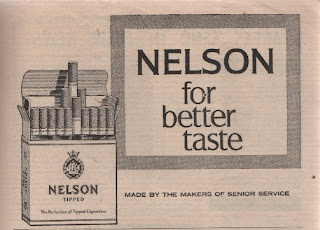 NELSON
for
better
taste
MADE BY THE MAKERS OF SENIOR SERVICE
NELSON
TIPPED
The Perfection of Tipped Cigarettes